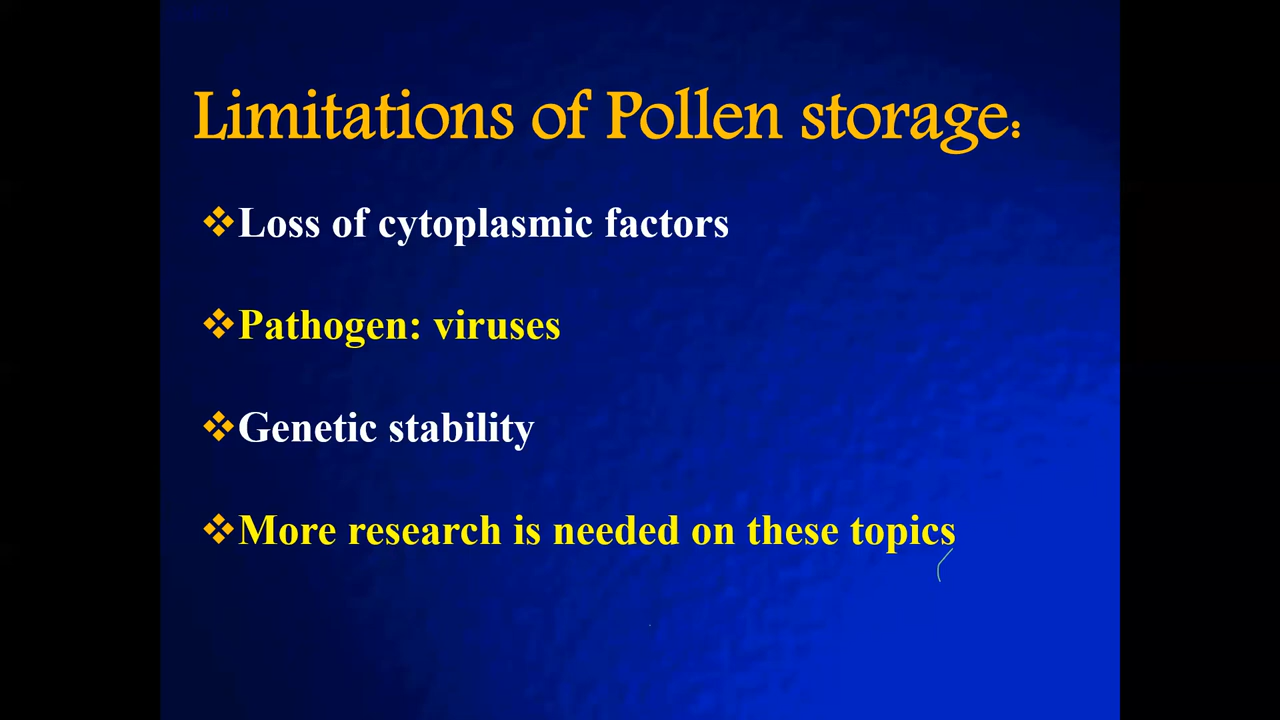 Limitations of Pollen storage:
Loss of cytoplasmic factors
Pathogen: viruses
Genetic stability
More research is needed on these topics